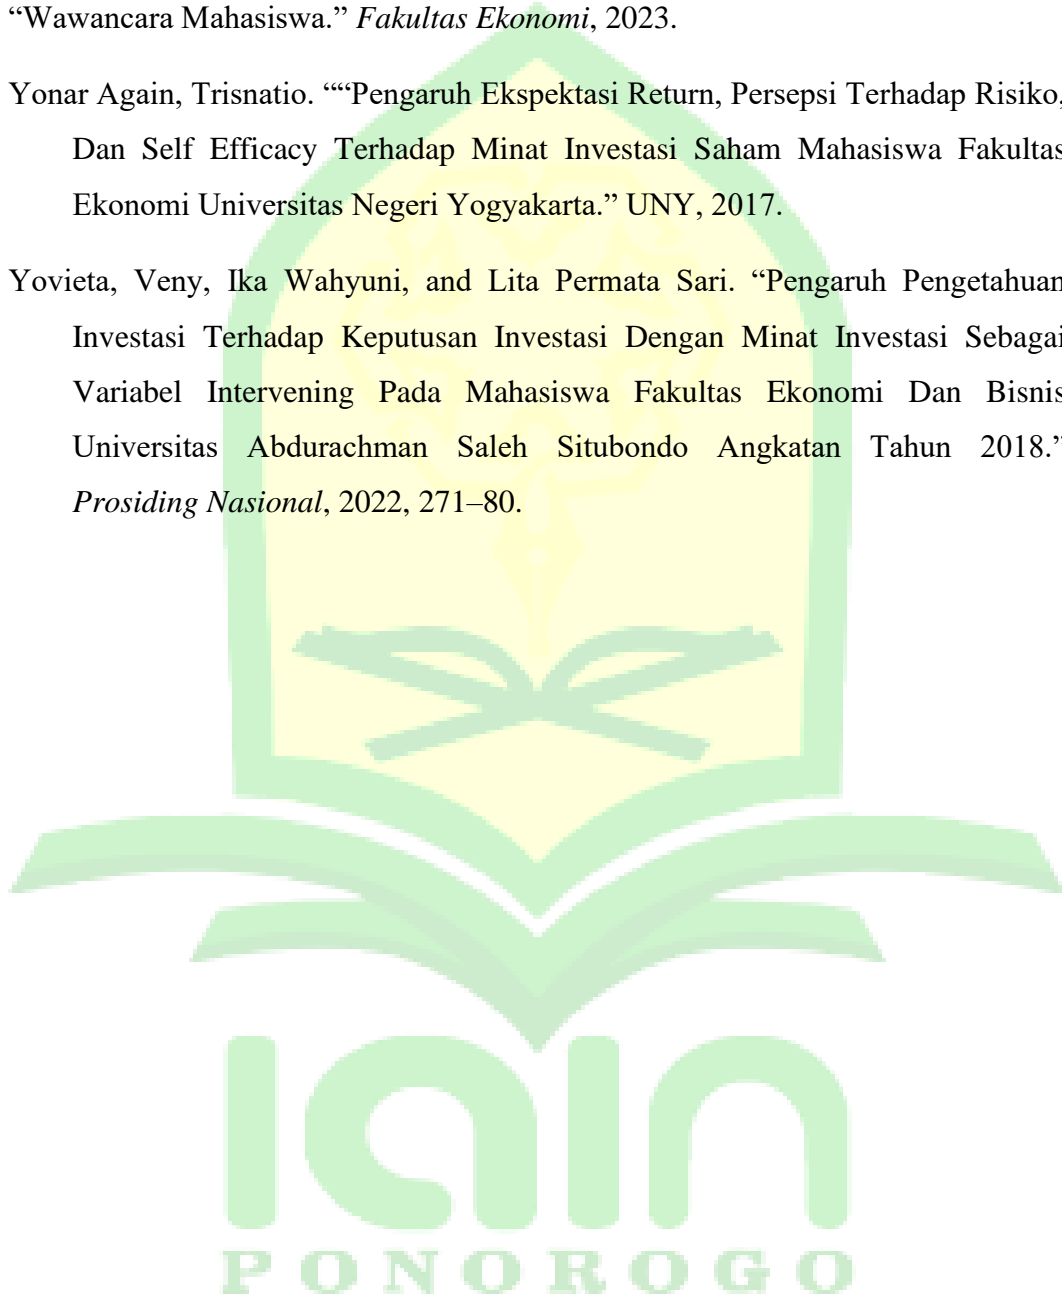 “Wawancara Mahasiswa.” Fakultas Ekonomi, 2023.
Yonar Again, Trisnatio. ““Pengaruh Ekspektasi Return, Persepsi Terhadap Risiko,
Dan Self Efficacy Terhadap Minat Investasi Saham Mahasiswa Fakultas
Ekonomi Universitas Negeri Yogyakarta.” UNY, 2017.
Yovieta, Veny, Ika Wahyuni, and Lita Permata Sari. “Pengaruh Pengetahuan
Investasi Terhadap Keputusan Investasi Dengan Minat Investasi Sebagai
Variabel Intervening Pada Mahasiswa Fakultas Ekonomi Dan Bisnis
Universitas Abdurachman Saleh Situbondo Angkatan Tahun 2018.”
Prosiding Nasional, 2022, 271–80.
iain
PONOROGO